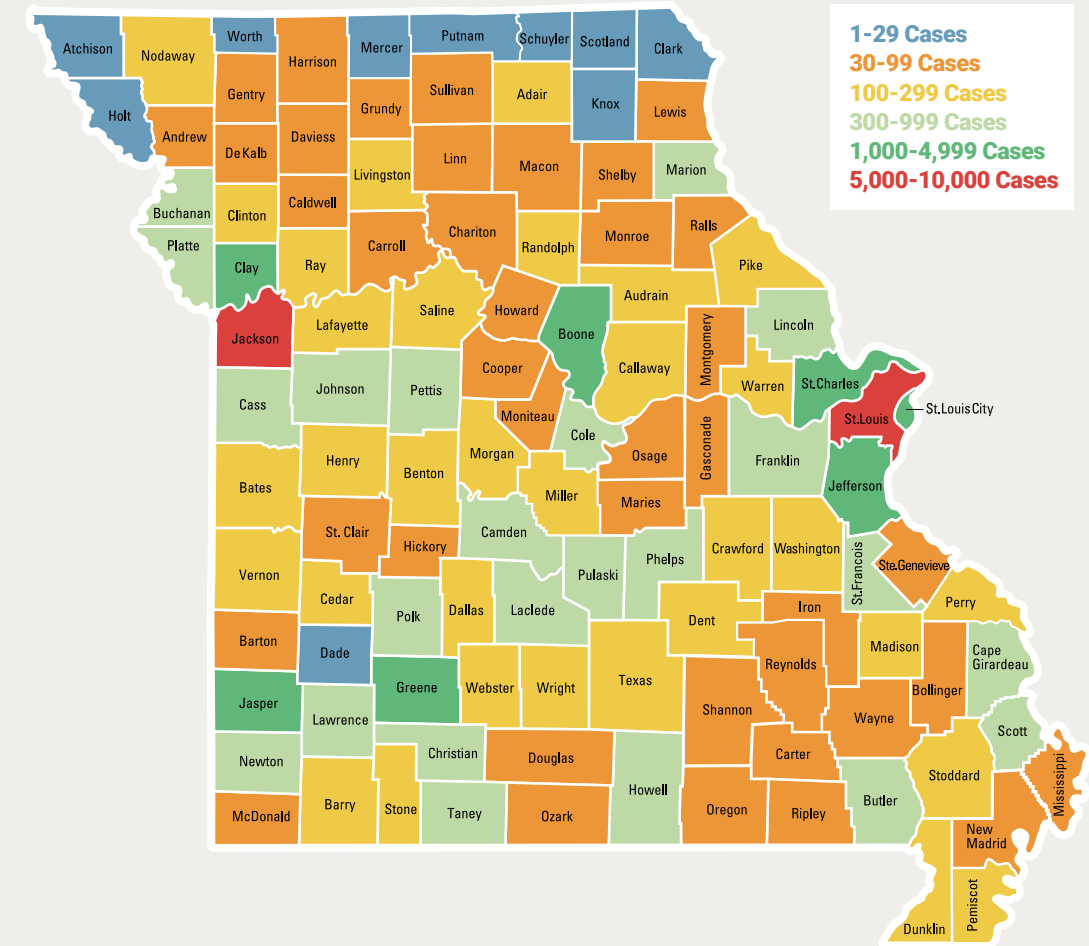 1-29 Cases
30-99 Cases
100-299 Cases
300-999 Cases
1,000-4,999 Cases
5,000-10,000 Cases
Atchison
Nodaway
Worth
Harrison
Mercer
Putnam
Schuyler
Scotland
Clark
Holt
Andrew
Gentry
Grundy
Sullivan
Adair
Knox
Lewis
De Kalb
Daviess
Livingston
Linn
Macon
Shelby
Marion
Buchanan
Clinton
Caldwell
Platte
Clay
Ray
Carroll
Chariton
Randolph
Monroe
Ralls
Pike
Jackson
Lafayette
Saline
Howard
Boone
Audrain
Callaway
Montgomery
Lincoln
Warren
St.Charles
St.Louis
St.Louis City
Cass
Johnson
Pettis
Cooper
Moniteau
Cole
Osage
Gasconade
Franklin
Jefferson
Bates
Henry
Benton
Morgan
Miller
Maries
St. Clair
Hickory
Camden
Pulaski
Phelps
Crawford
Washington
St.Francois
Ste.Genevieve
Vernon
Cedar
Polk
Dallas
Laclede
Dent
Iron
Perry
Barton
Dade
Greene
Webster
Wright
Texas
Reynolds
Madison
Bollinger
Cape
Girardeau
Jasper
Lawrence
Shannon
Wayne
Scott
Newton
Christian
Douglas
Howell
Carter
Stoddard
Mississippi
McDonald
Barry
Stone
Taney
Ozark
Oregon
Ripley
Butler
New
Madrid
Dunklin
Pemiscot